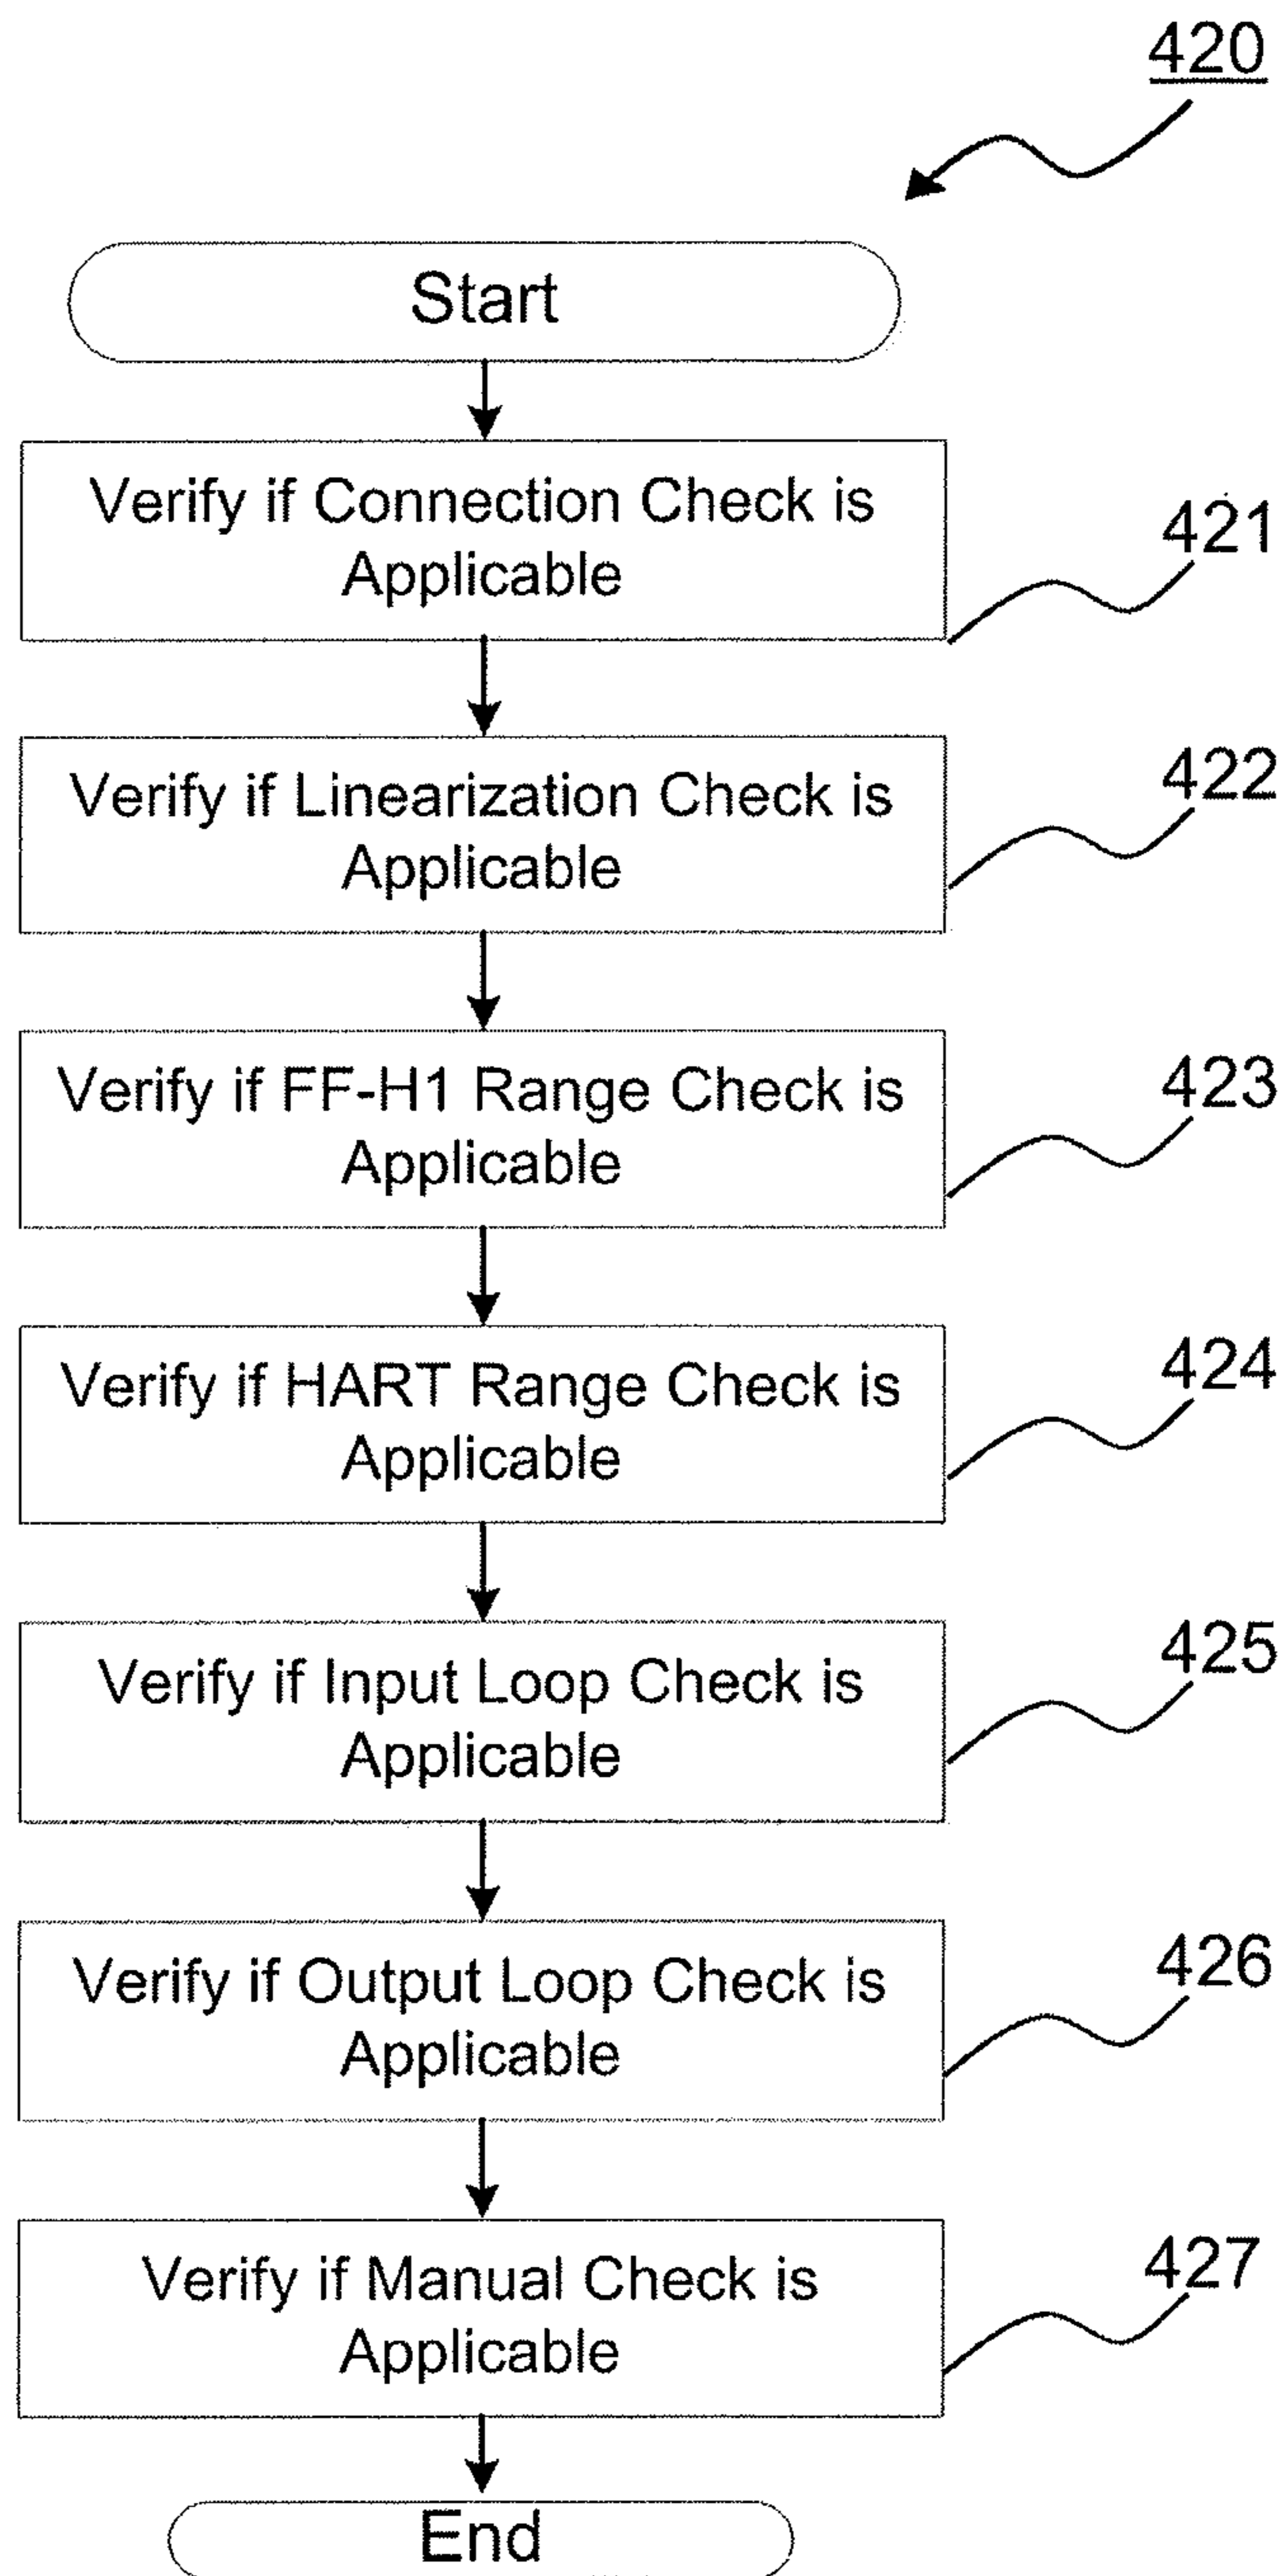 420
Start
Verify if Connection Check is
Applicable
421
Verify if Linearization Check is
Applicable
422
Verify if FF-H1 Range Check is
Applicable
423
Verify if HART Range Check is
Applicable
424
Verify if Input Loop Check is
Applicable
425
Verify if Output Loop Check is
Applicable
426
Verify if Manual Check is
Applicable
427
End